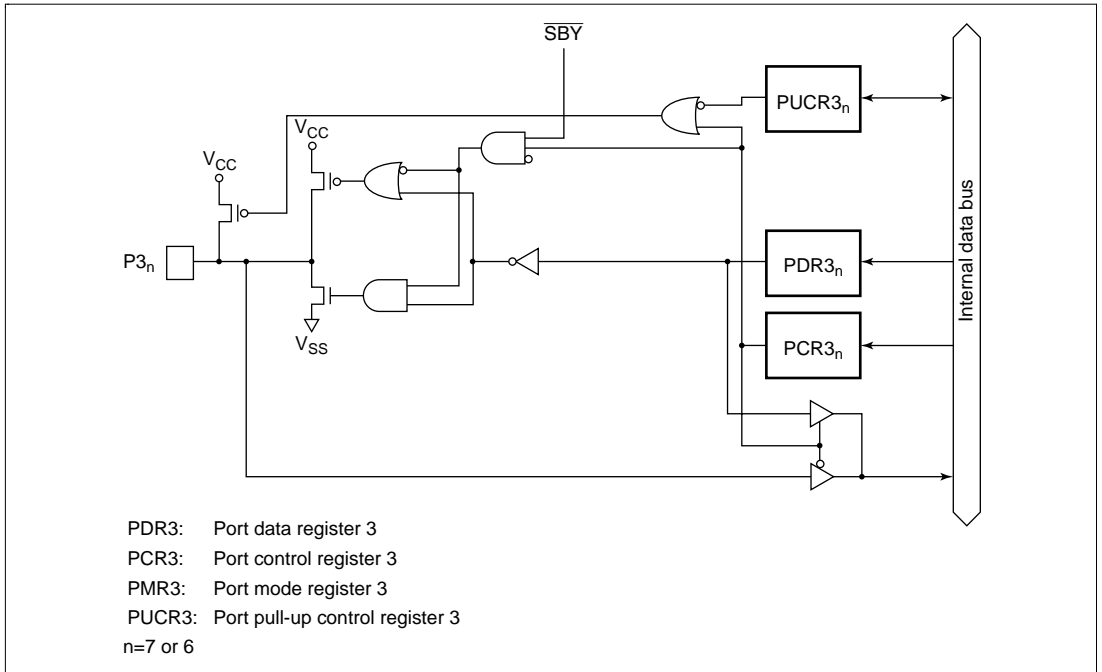 SBY
PUCR3n
VCC
VCC
Internal data bus
P3n
PDR3n
VSS
PCR3n
PDR3: Port data register 3
PCR3: Port control register 3
PMR3: Port mode register 3
PUCR3: Port pull-up control register 3
n=7 or 6